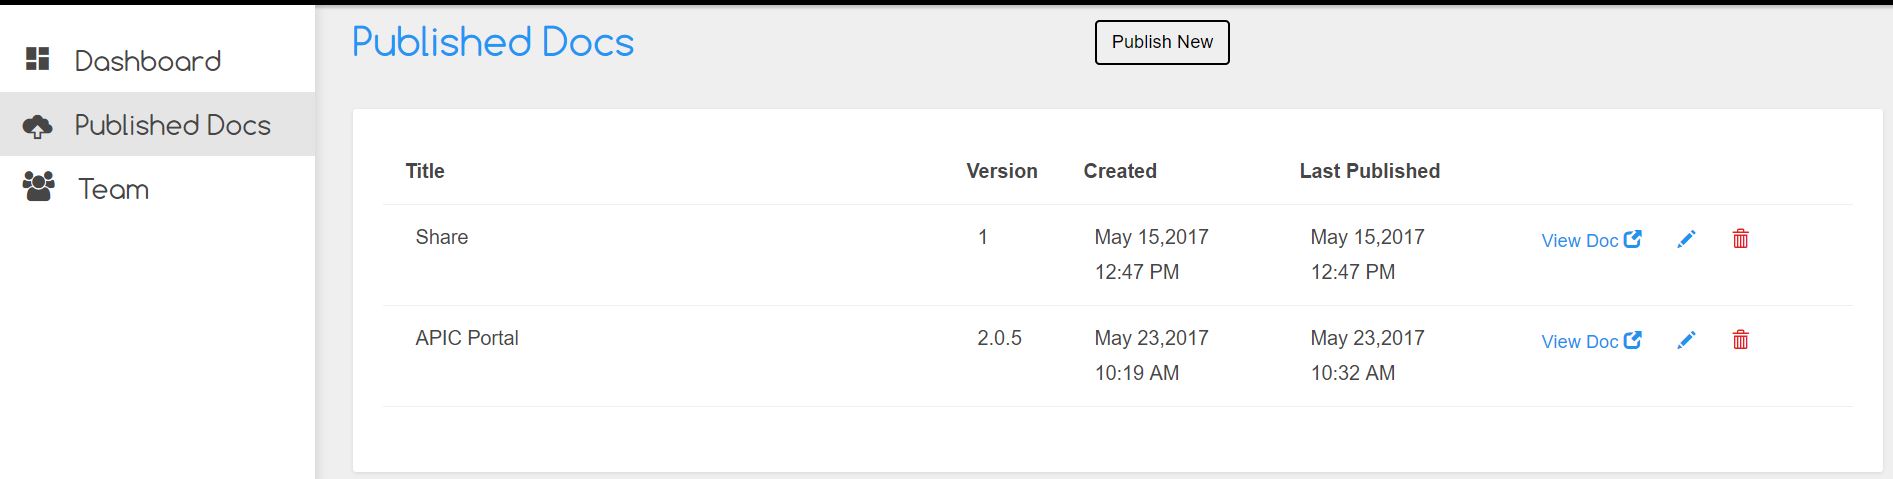 Dashboard
Published Docs
Team
Published Docs
Publish New
Title Version Created Last Published
Share 1 May 15,2017 May 15,2017 View Doc
12:47 PM 12:47 PM
APIC Portal 2.0.5 May 23,2017 May 23,2017 View Doc
10:19 AM 10:32 AM